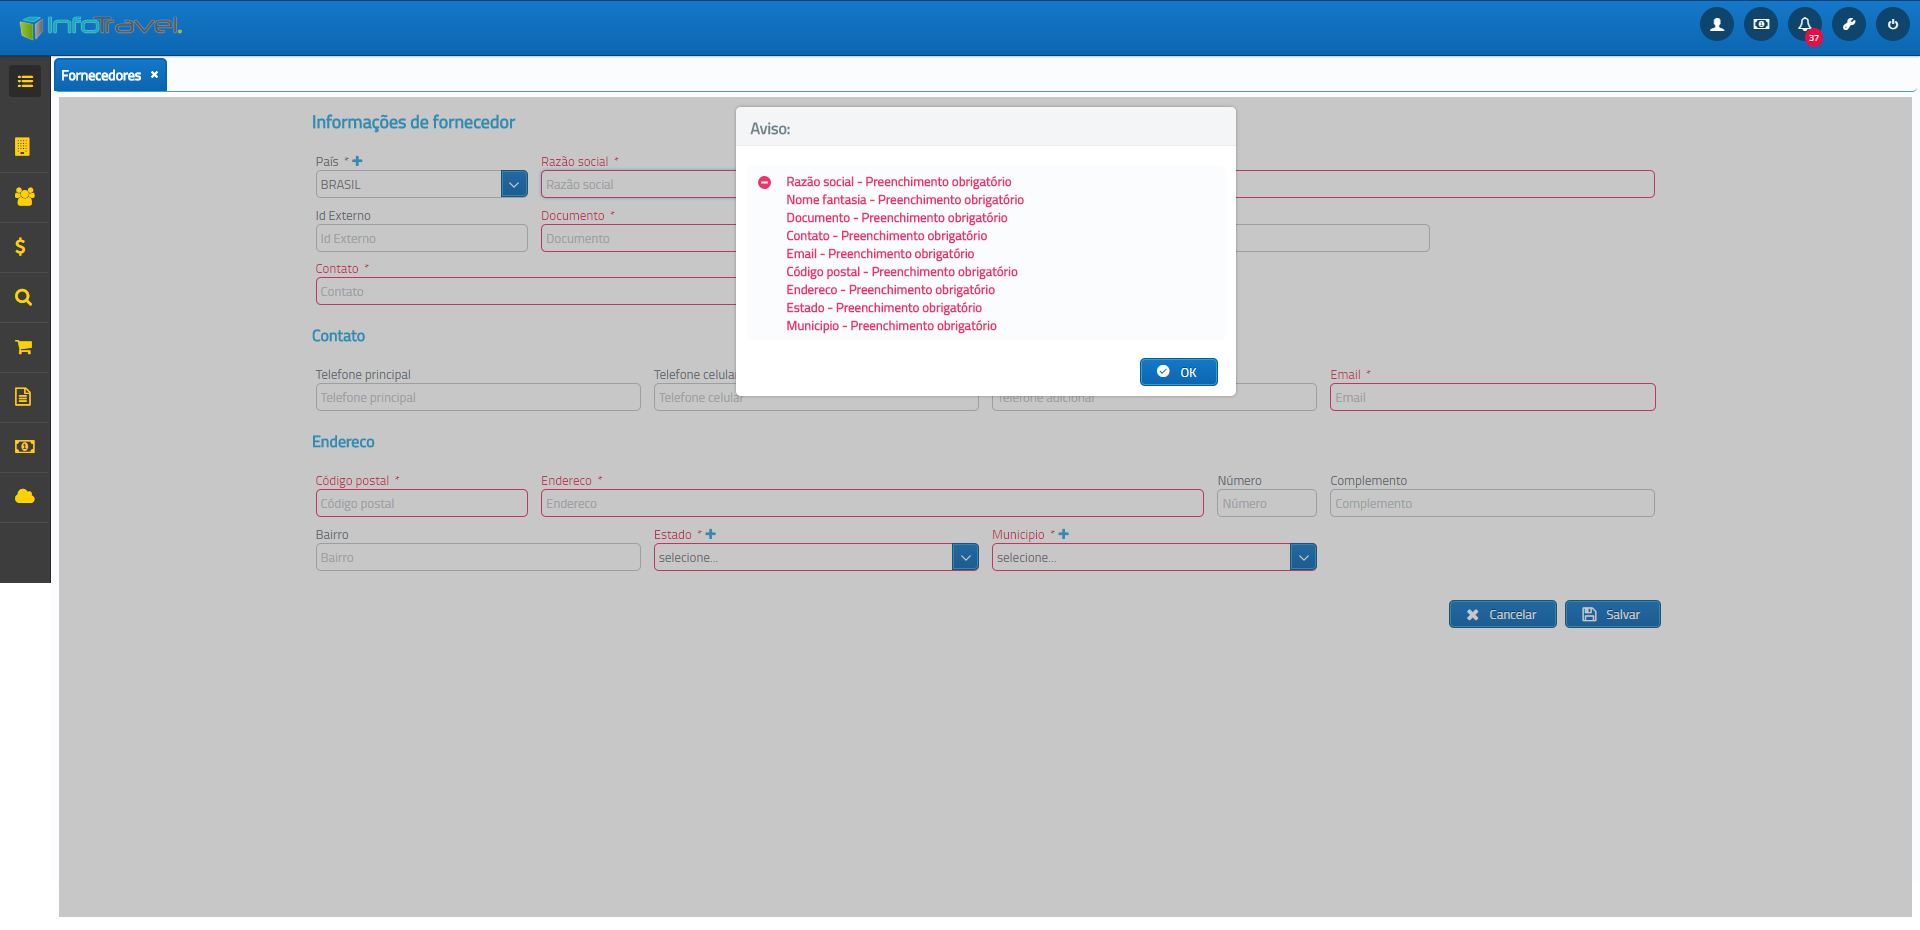 InfoTravel.
37
Fornecedores
Informações de fornecedor
Aviso:
País *
Razão social *
BRASIL
Razão social
Razão social - Preenchimento obrigatório
Nome fantasia - Preenchimento obrigatório
Documento - Preenchimento obrigatório
Contato - Preenchimento obrigatório
Email - Preenchimento obrigatório
Código postal - Preenchimento obrigatório
Endereco - Preenchimento obrigatório
Estado - Preenchimento obrigatório
Municipio - Preenchimento obrigatório
OK
Id Externo
Documento *
Id Externo
Documento
Contato *
Contato
Contato
Telefone principal
Telefone celular
Email *
Telefone principal
Telefone celular
Telefone adicional
Email
Endereco
Código postal *
Endereco *
Número
Complemento
Código postal
Endereco
Número
Complemento
Bairro
Estado *
Municipio *
Bairro
selecione...
selecione...
Cancelar
Salvar